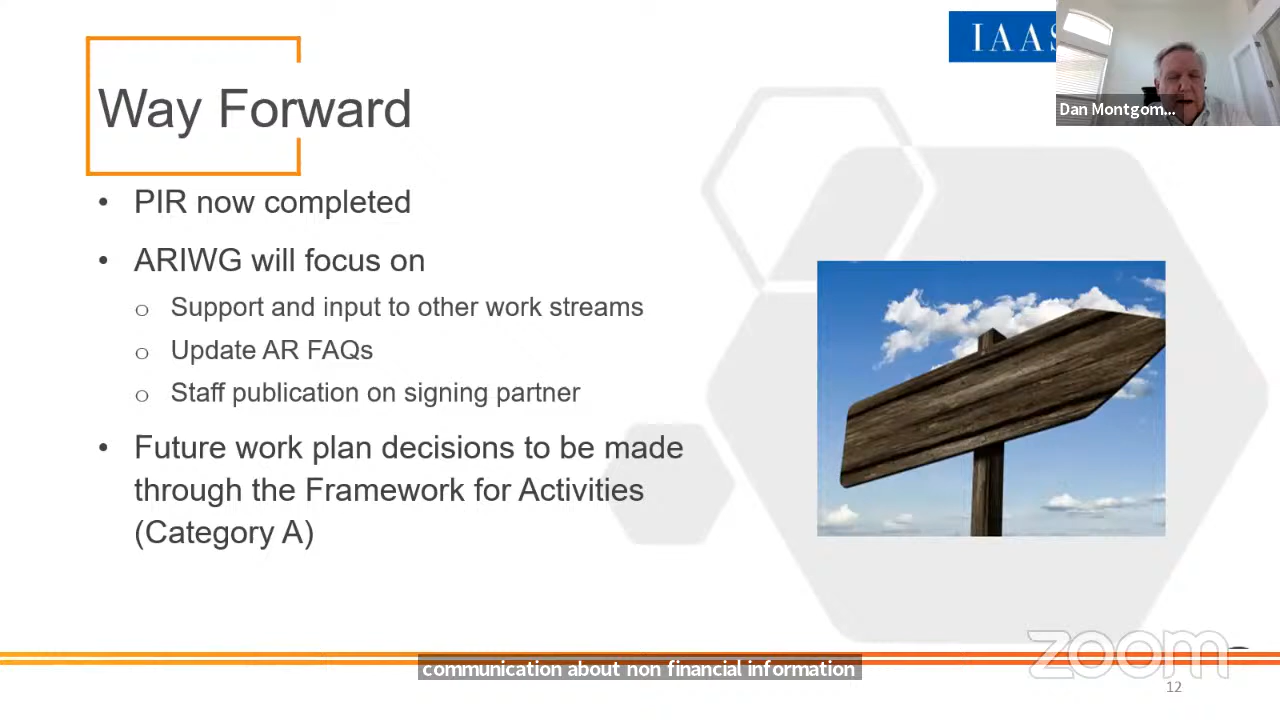 IAAS
Dan Montgom...
Way Forward
• PIR now completed
• ARIWG will focus on
o Support and input to other work streams
o Update AR FAQs
o Staff publication on signing partner
• Future work plan decisions to be made
through the Framework for Activities
(Category A)
zoom
communication about non financial information
12